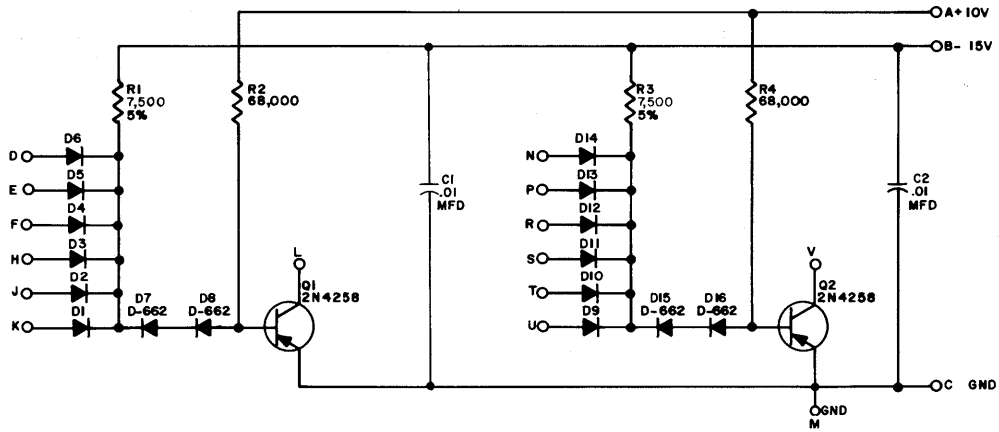 A+10V
B- 15V
R1
7,500
5%
R2
68,000
R3
7,500
5%
R4
68,000
D6
D
D5
E
D4
F
D3
H
D2
J
D1
K
D7
D-662
D8
D-662
L
Q1
2N4258
C1
.01
MFD
D14
N
D13
P
D12
R
D11
S
D10
T
D9
U
D15
D-662
D16
D-662
V
Q2
2N4258
C2
.01
MFD
C GND
GND
M